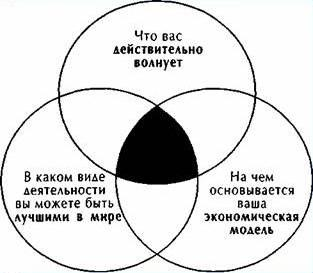 Что вас
действительно
волнует
В каком виде
деятельности
вы можете быть
лучшими в мире
На чем
основывается
ваша
экономическая
модель